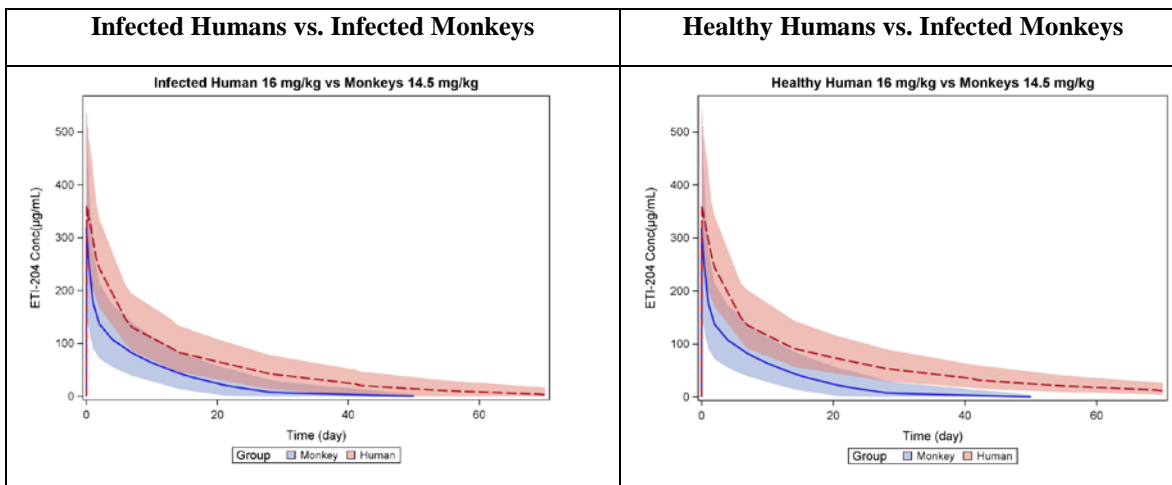 Infected Humans vs. Infected Monkeys
Healthy Humans vs. Infected Monkeys
Infected Human 16 mg/kg vs Monkeys 14.5 mg/kg
500
400
300
200
100
0
ETI-204 Conc(µg/mL)
0 20 40 60
Time (day)
Group Monkey Human
Healthy Human 16 mg/kg vs Monkeys 14.5 mg/kg
500
400
300
200
100
0
ETI-204 Conc(µg/mL)
0 20 40 60
Time (day)
Group Monkey Human